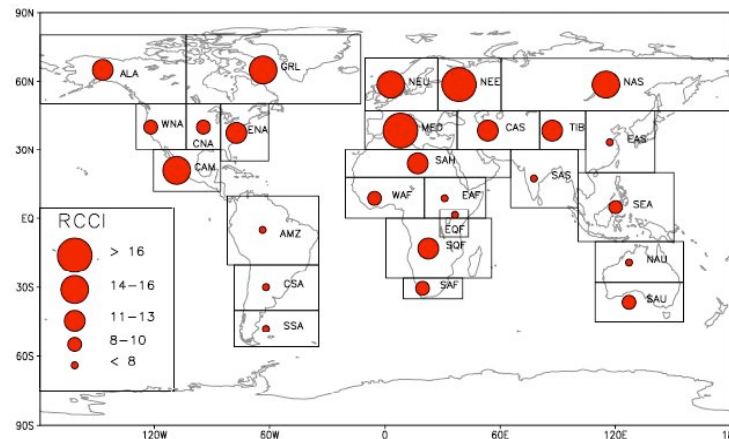 90N
60N
30N
EQ
30S
60S
90S
120W
60W
0
60E
120E
ALA
GRL
NEU
NEE
NAS
WNA
CNA
ENA
MED
CAS
TIB
EAS
CAM
SAH
SAS
WAF
EAF
SEA
EQF
AMZ
SQF
NAU
CSA
SAF
SAU
SSA
RCCI
> 16
14-16
11-13
8-10
< 8